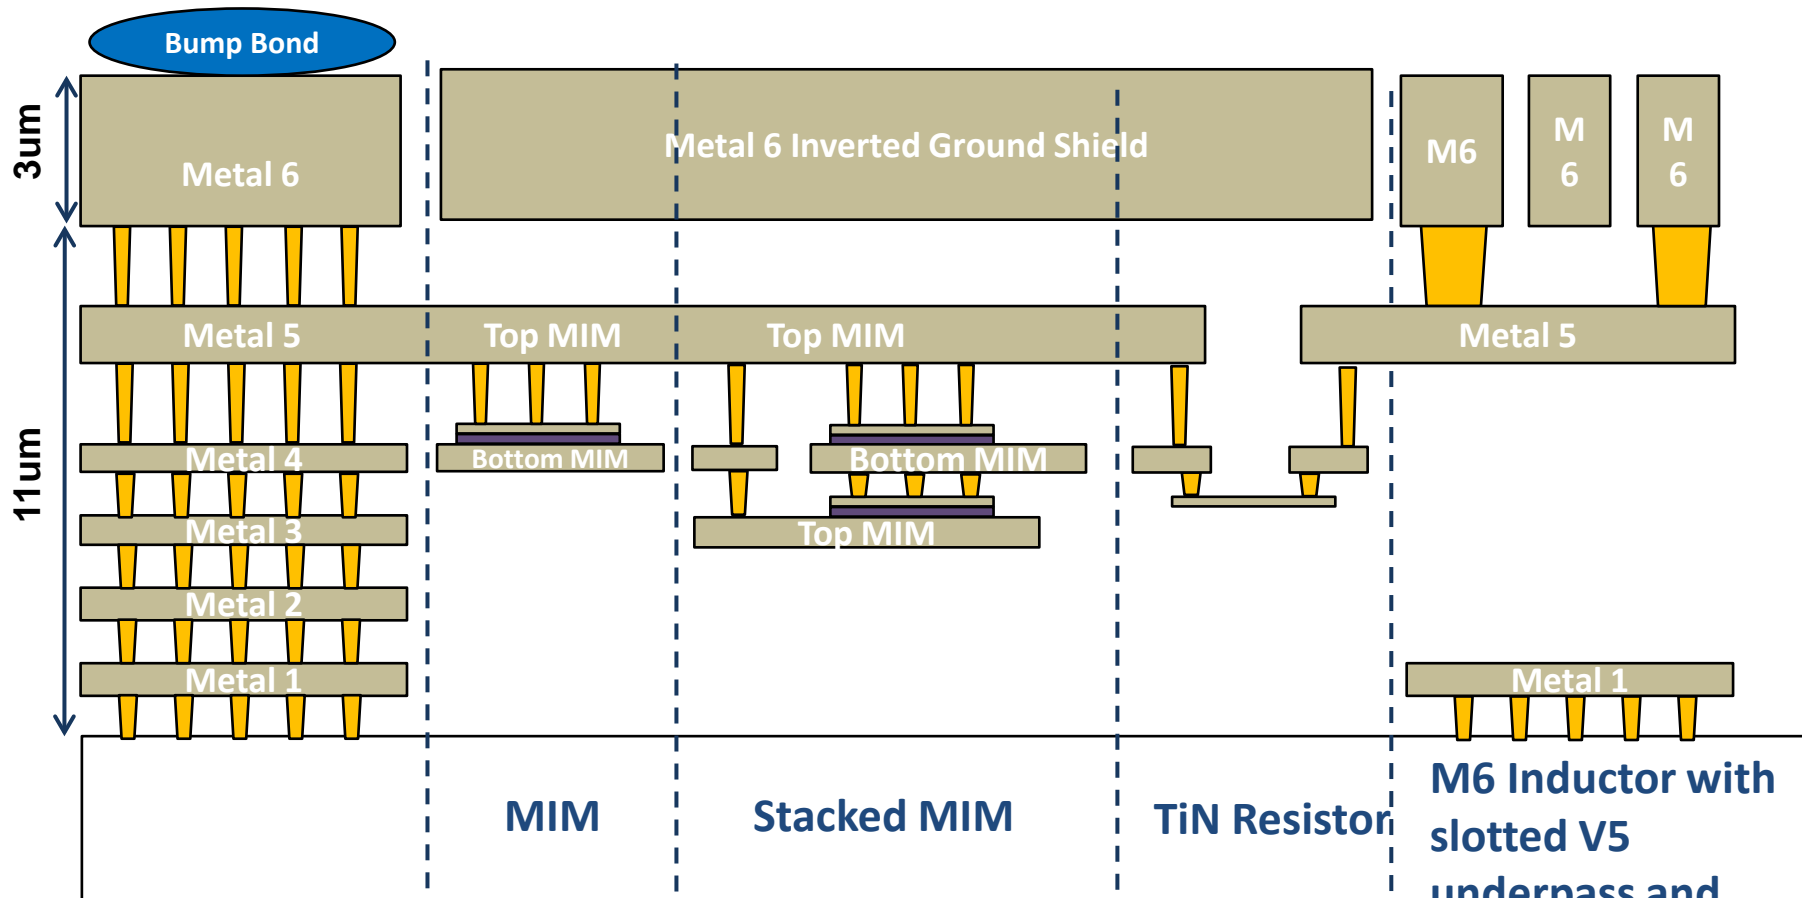 Bump Bond
3um
Metal 6
Metal 6 Inverted Ground Shield
M6
M
6
M
6
11um
Metal 5
Top MIM
Top MIM
Metal 5
Metal 4
Bottom MIM
Bottom MIM
Metal 3
Top MIM
Metal 2
Metal 1
Metal 1
MIM
Stacked MIM
TiN Resistor
M6 Inductor with
slotted V5
underpass and